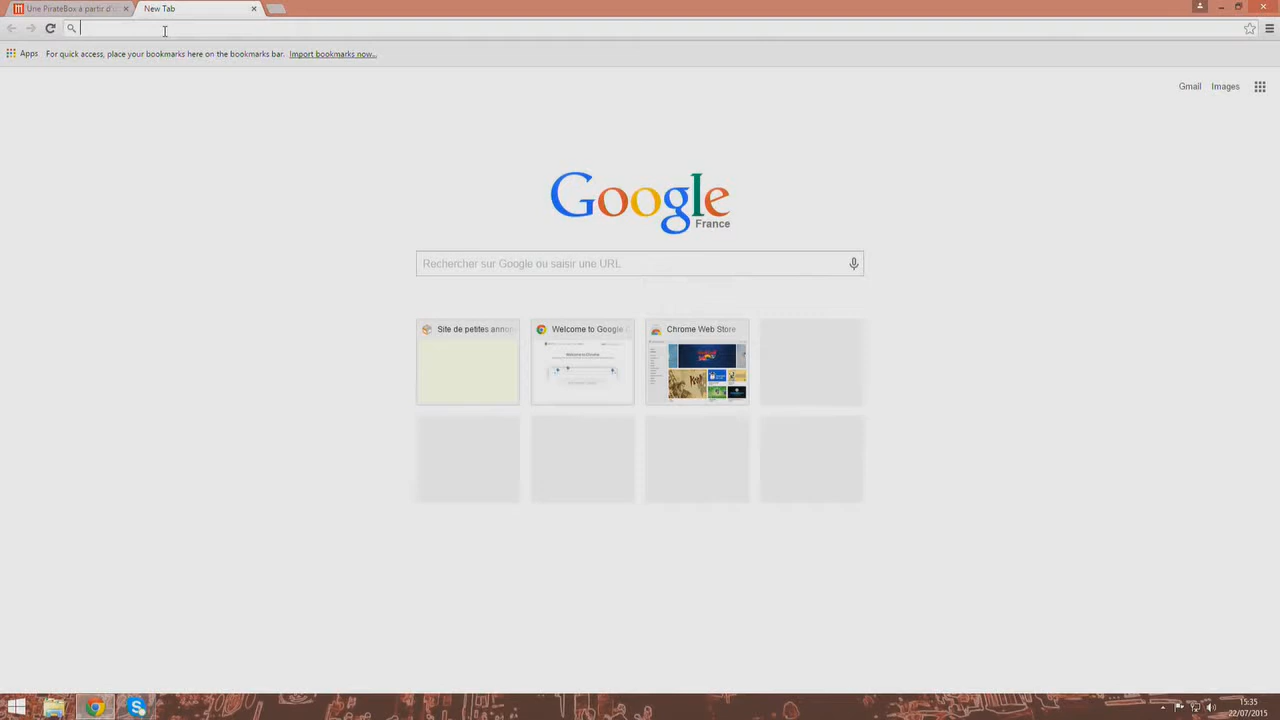 Une PirateBox à partir d'u
New Tab
Apps
For quick access, place your bookmarks here on the bookmarks bar. Import bookmarks now...
Gmail Images
Google
France
Rechercher sur Google ou saisir une URL
Site de petites annon
Welcome to Google C
Chrome Web Store
15:35
22/07/2015